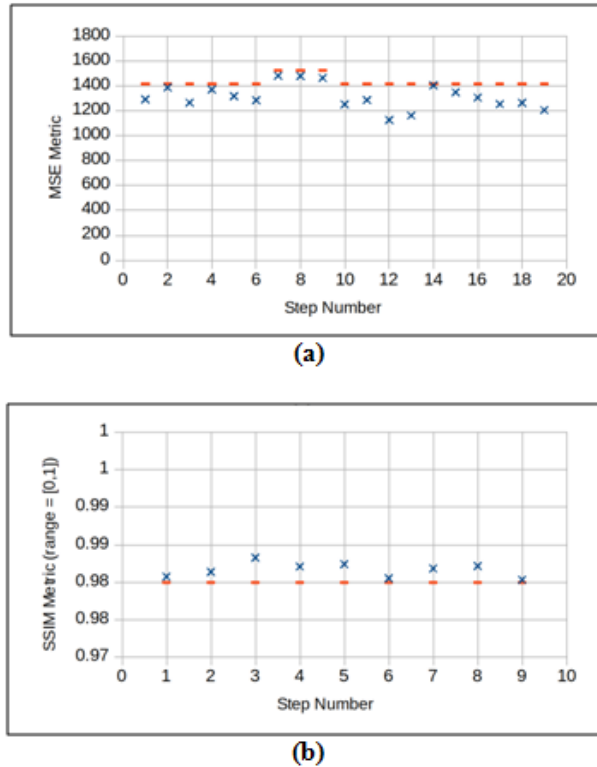 1800
1600
1400
1200
1000
800
600
400
200
0
MSE Metric
0 2 4 6 8 10 12 14 16 18 20
Step Number
(a)
1
1
0.99
0.99
0.98
0.98
0.97
SSIM Metric (range = [0,1])
0 1 2 3 4 5 6 7 8 9 10
Step Number
(b)